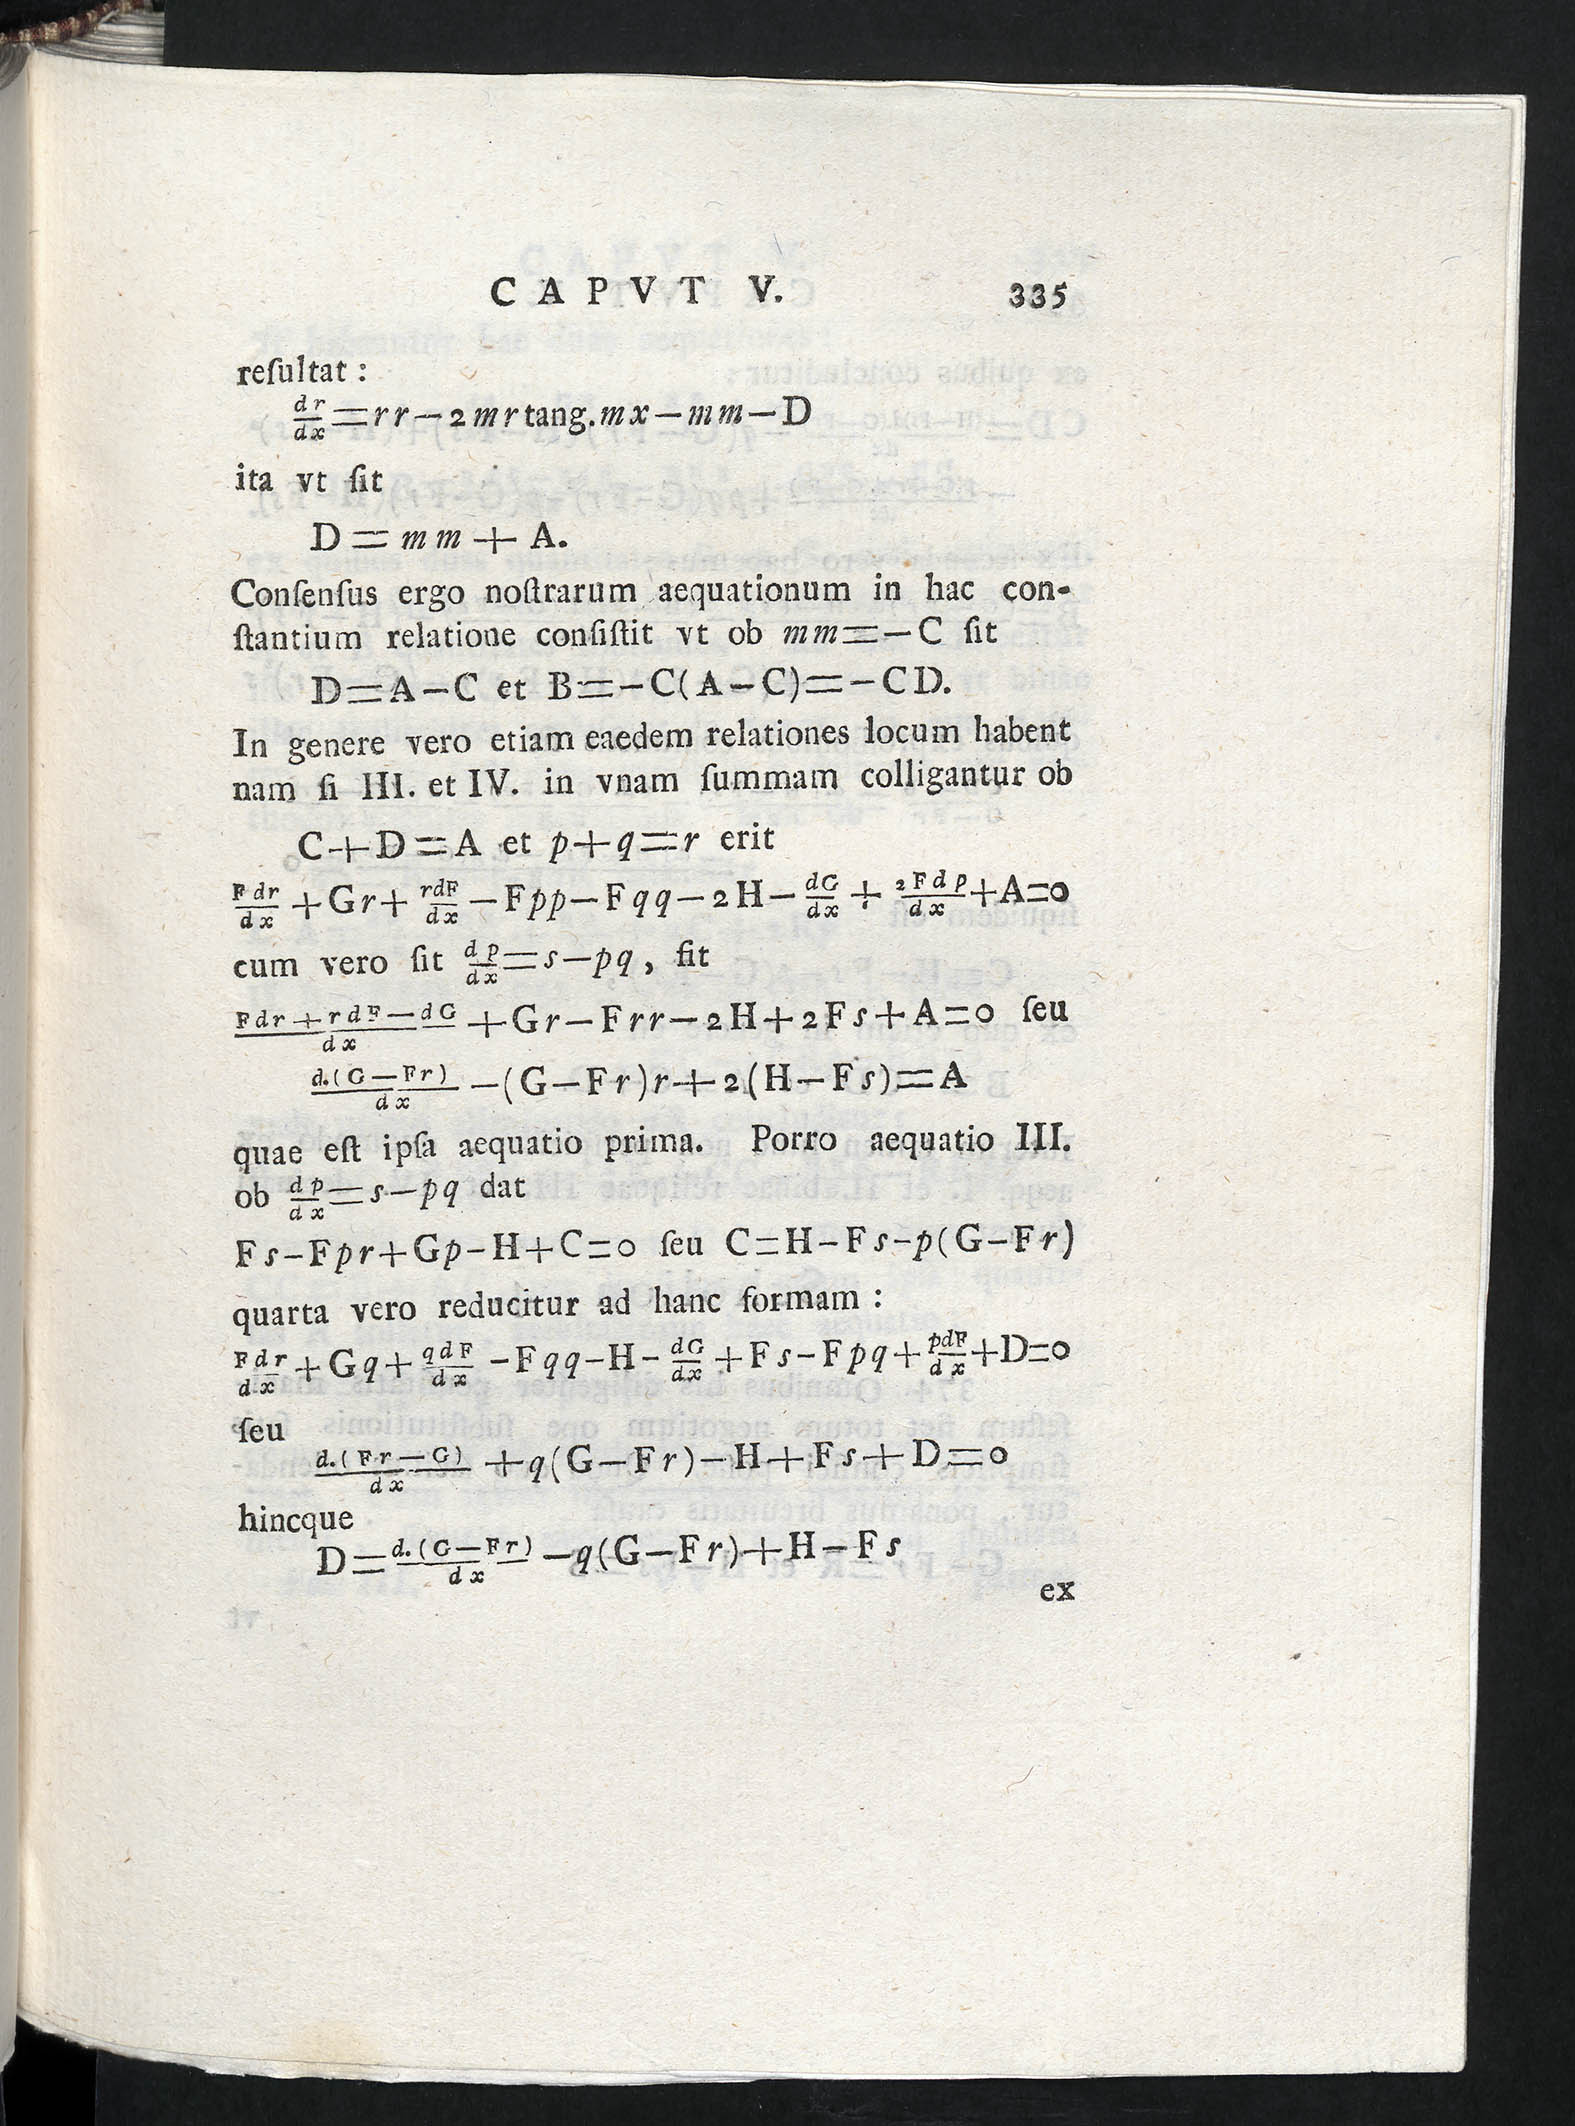 CAPVT V. 335
reſultat :
dr/dx = rr − 2mr tang. mx − mm − D
ita vt ſit
D = mm + A.
Conſenſus ergo noſtrarum aequationum in hac con-
ſtantium relatione conſiſtit vt ob mm = − C ſit
D = A − C et B = − C(A − C) = − CD.
In genere vero etiam eaedem relationes locum habent
nam ſi III. et IV. in vnam ſummam colligantur ob
C + D = A et p + q = r erit
Fdr/dx + Gr + rdF/dx − Fpp − Fqq − 2H − dG/dx + 2Fdp/dx + A = 0
cum vero ſit dp/dx = s − pq, fit
Fdr + rdF − dG/dx + Gr − Frr − 2H + 2Fs + A = 0 ſeu
d.(G − Fr)/dx − (G − Fr)r + 2(H − Fs) = A
quae eſt ipſa aequatio prima. Porro aequatio III.
ob dp/dx = s − pq dat
Fs − Fpr + Gp − H + C = 0 ſeu C = H − Fs − p(G − Fr)
quarta vero reducitur ad hanc formam :
Fdr/dx + Gq + qdF/dx − Fqq − H − dG/dx + Fs − Fpq + pdF/dx + D = 0
ſeu
d.(Fr − G)/dx + q(G − Fr) − H + Fs + D = 0
hincque
D = d.(G − Fr)/dx − q(G − Fr) + H − Fs
ex